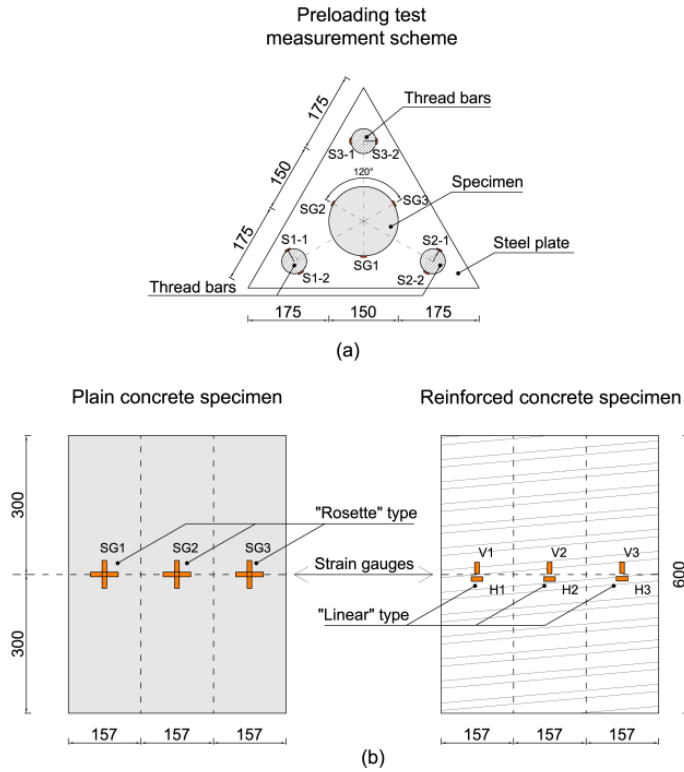 Preloading test
measurement scheme
175
150
175
Thread bars
S3-1
S3-2
120°
Specimen
SG2
SG3
S1-1
S2-1
Steel plate
SG1
S1-2
S2-2
Thread bars
175
150
175
(a)
Plain concrete specimen
Reinforced concrete specimen
300
300
"Rosette" type
SG1
SG2
SG3
Strain gauges
"Linear" type
V1
V2
V3
H1
H2
H3
600
157
157
157
157
157
157
(b)